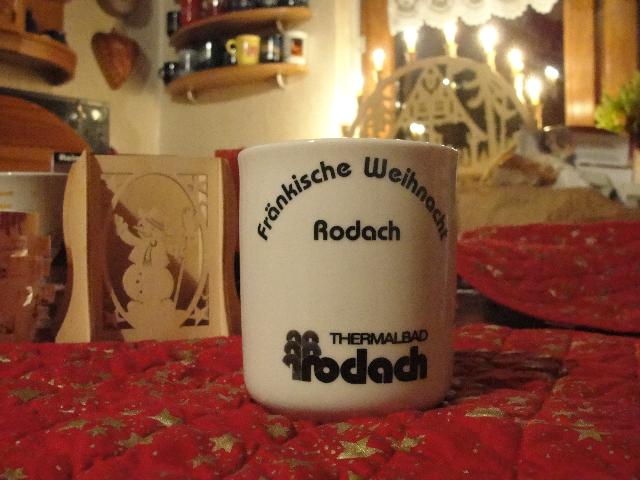 Fränkische Weihnacht
Rodach
THERMALBAD
rodach